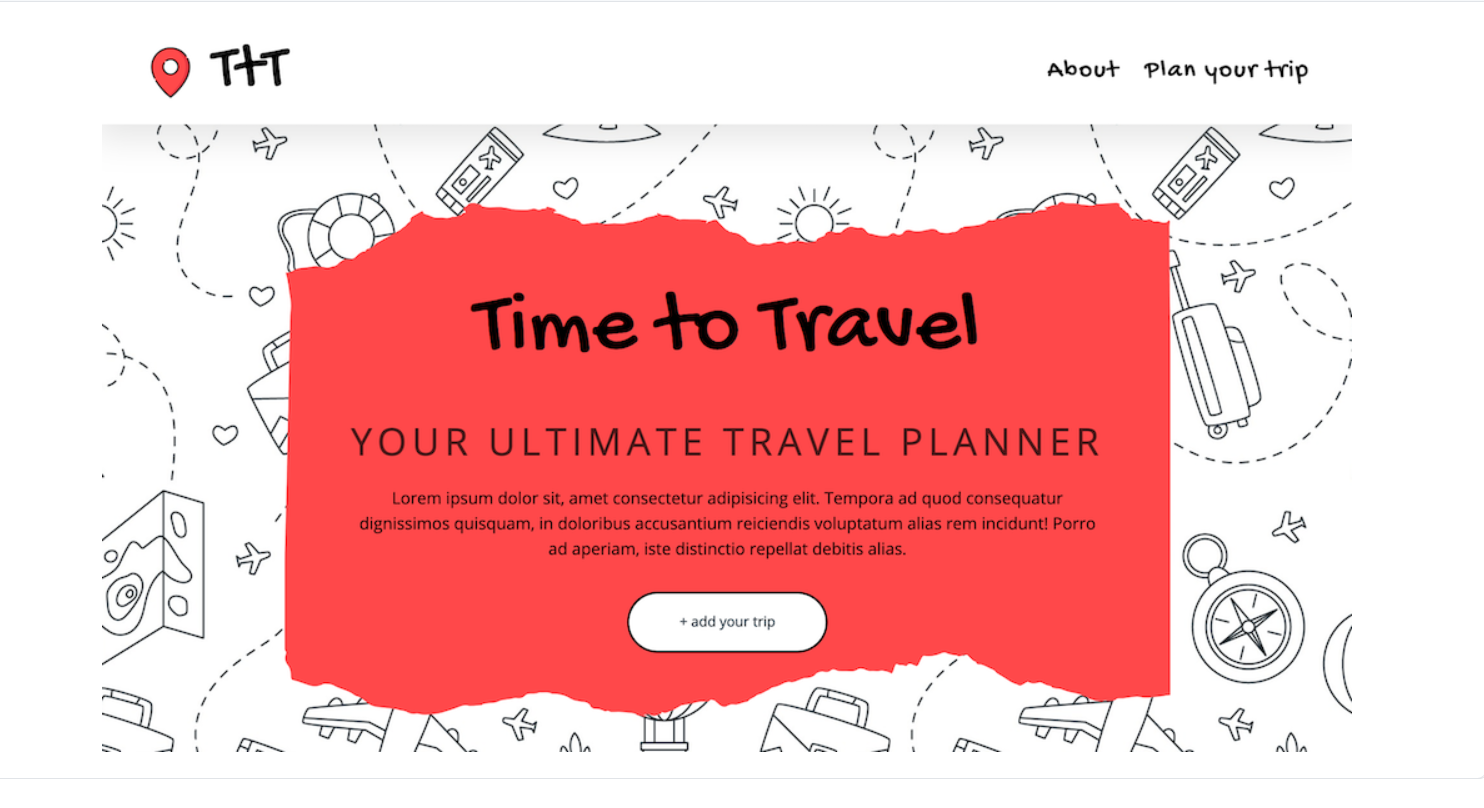 TtT
About Plan your trip
Time to Travel
YOUR ULTIMATE TRAVEL PLANNER
Lorem ipsum dolor sit, amet consectetur adipisicing elit. Tempora ad quod consequatur
dignissimos quisquam, in doloribus accusantium reiciendis voluptatum alias rem incidunt! Porro
ad aperiam, iste distinctio repellat debitis alias.
+ add your trip